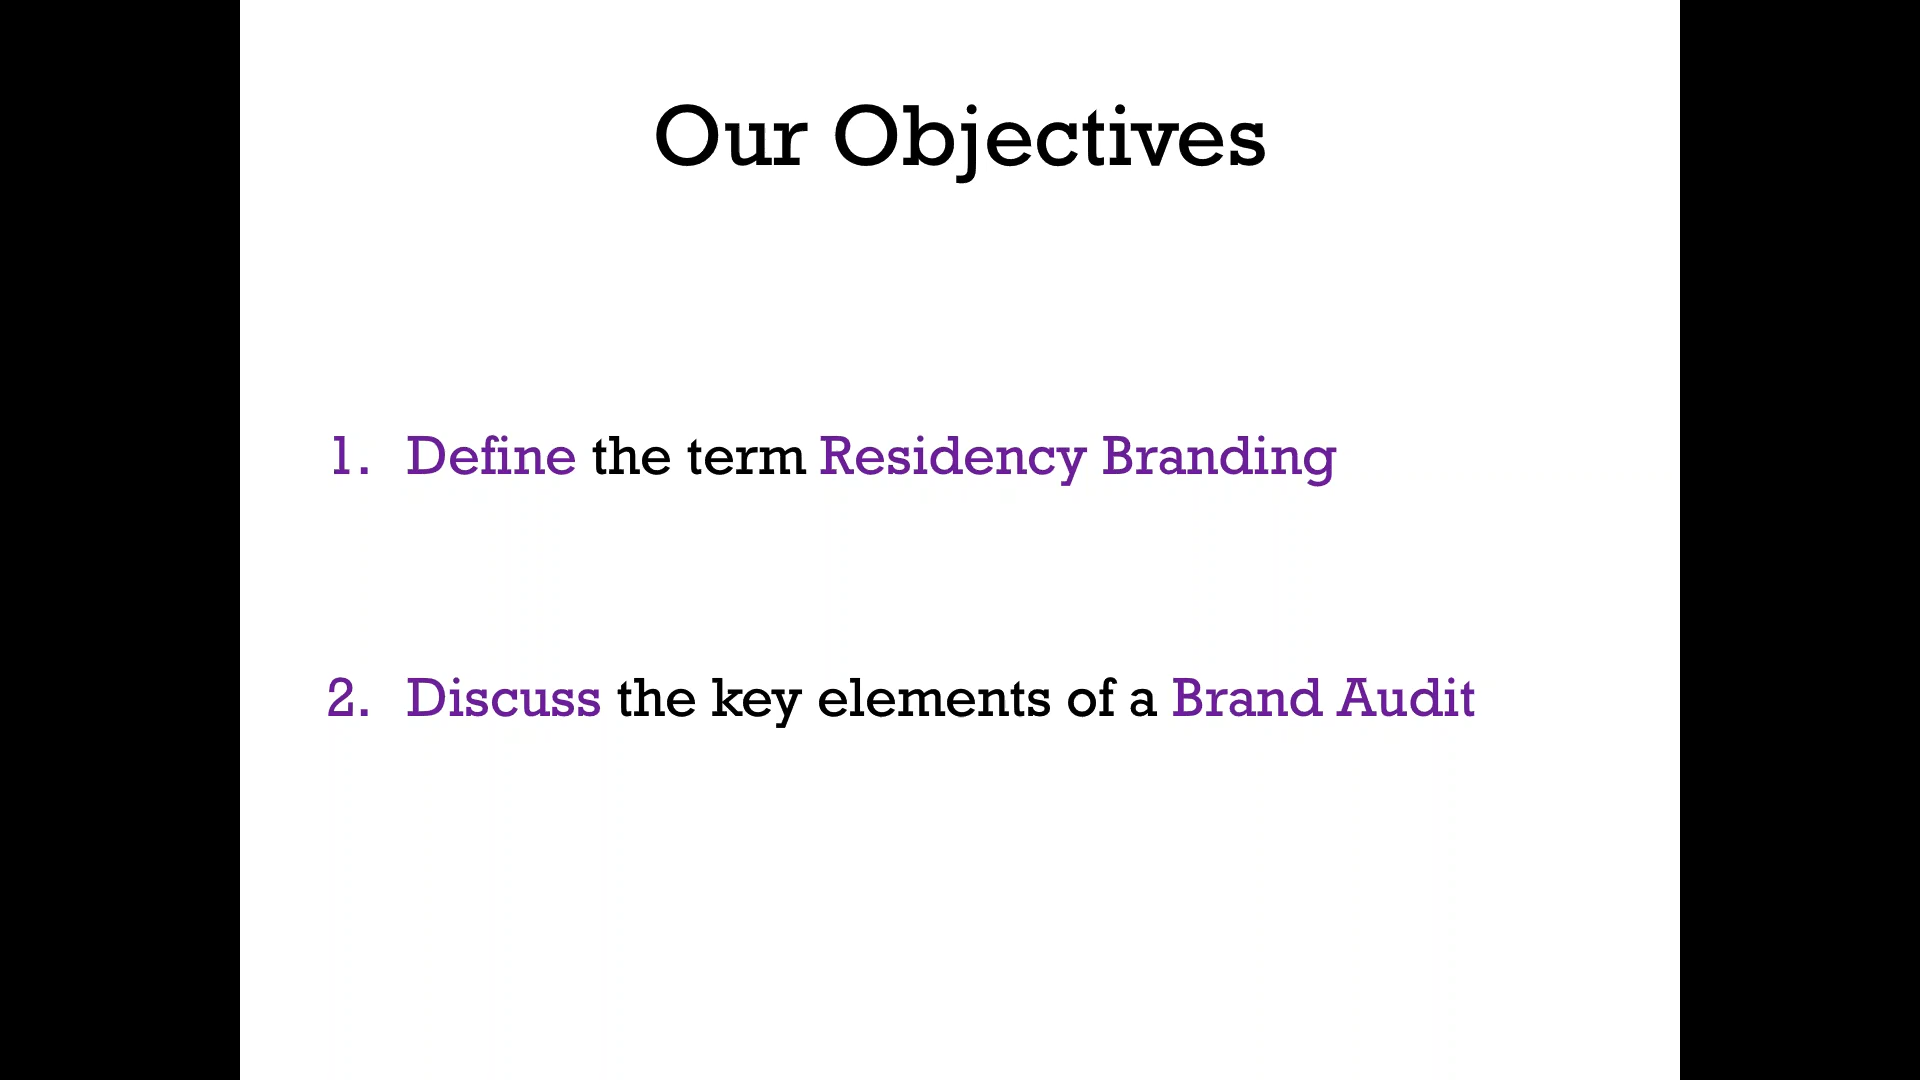 Our Objectives
1. Define the term Residency Branding
2. Discuss the key elements of a Brand Audit